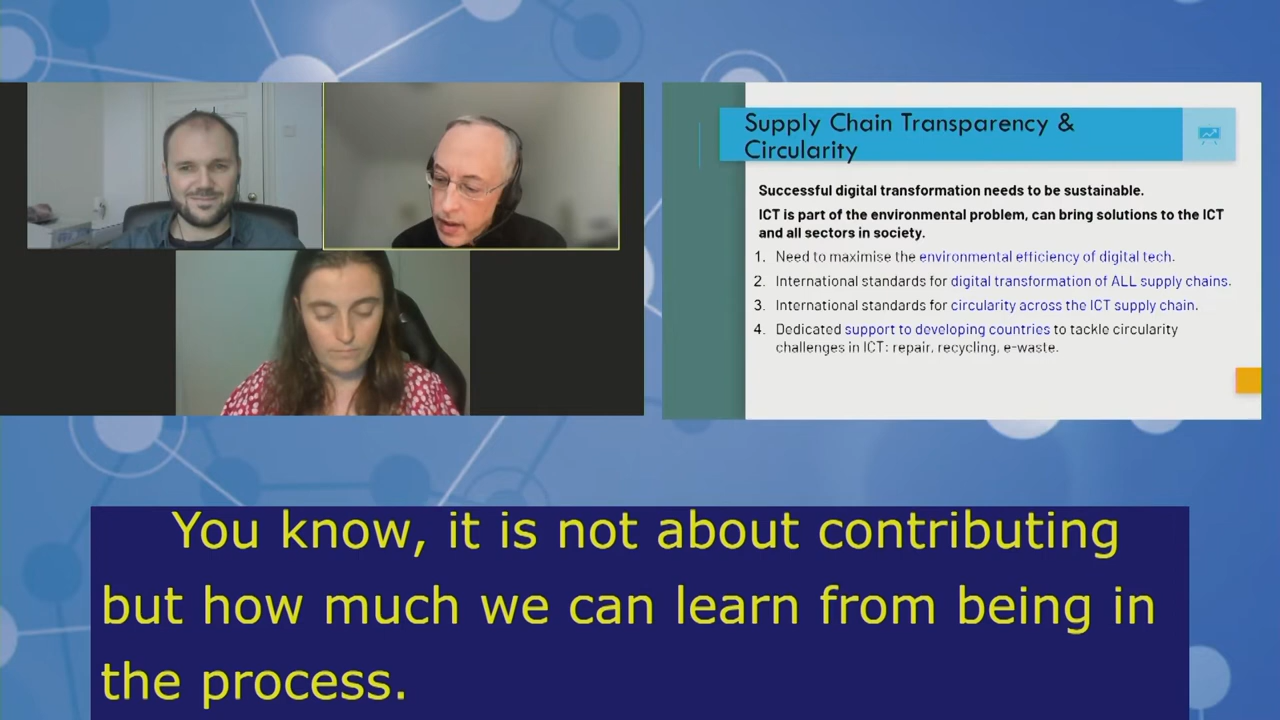 Supply Chain Transparency &
Circularity
Successful digital transformation needs to be sustainable.
ICT is part of the environmental problem, can bring solutions to the ICT
and all sectors in society.
1. Need to maximise the environmental efficiency of digital tech.
2. International standards for digital transformation of ALL supply chains.
3. International standards for circularity across the ICT supply chain.
4. Dedicated support to developing countries to tackle circularity
challenges in ICT: repair, recycling, e-waste.
You know, it is not about contributing
but how much we can learn from being in
the process.